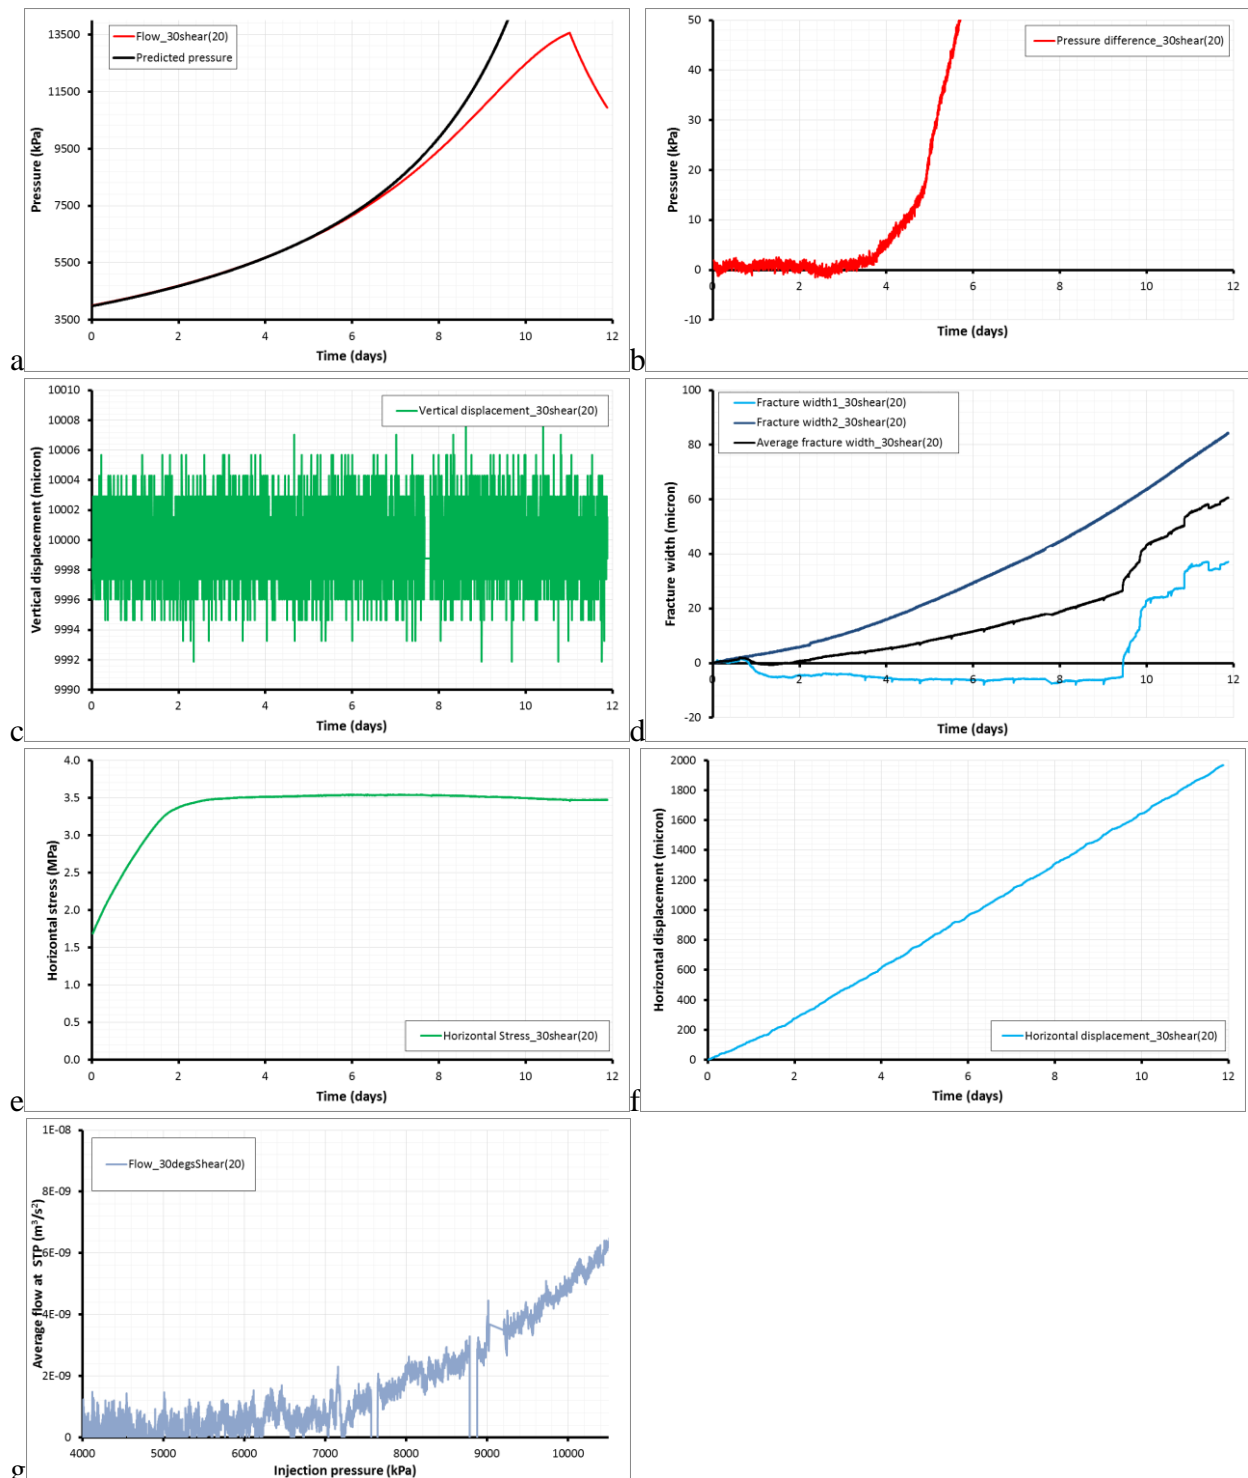 Flow_30shear(20)
Predicted pressure
13500
11500
9500
7500
5500
3500
Pressure (kPa)
0 2 4 6 8 10 12
Time (days)
a
Pressure difference_30shear(20)
50
40
30
20
10
0
-10
Pressure (kPa)
0 2 4 6 8 10 12
Time (days)
b
Vertical displacement_30shear(20)
10010
10008
10006
10004
10002
10000
9998
9996
9994
9992
9990
Vertical displacement (micron)
0 2 4 6 8 10 12
Time (days)
c
Fracture width1_30shear(20)
Fracture width2_30shear(20)
Average fracture width_30shear(20)
100
80
60
40
20
0
-20
Fracture width (micron)
0 2 4 6 8 10 12
Time (days)
d
4.0
3.5
3.0
2.5
2.0
1.5
1.0
0.5
0.0
Horizontal stress (MPa)
Horizontal Stress_30shear(20)
0 2 4 6 8 10 12
Time (days)
e
2000
1800
1600
1400
1200
1000
800
600
400
200
0
Horizontal displacement (micron)
Horizontal displacement_30shear(20)
0 2 4 6 8 10 12
Time (days)
f
1E-08
8E-09
6E-09
4E-09
2E-09
0
Average flow at STP (m³/s²)
Flow_30degsShear(20)
4000 5000 6000 7000 8000 9000 10000
Injection pressure (kPa)
g